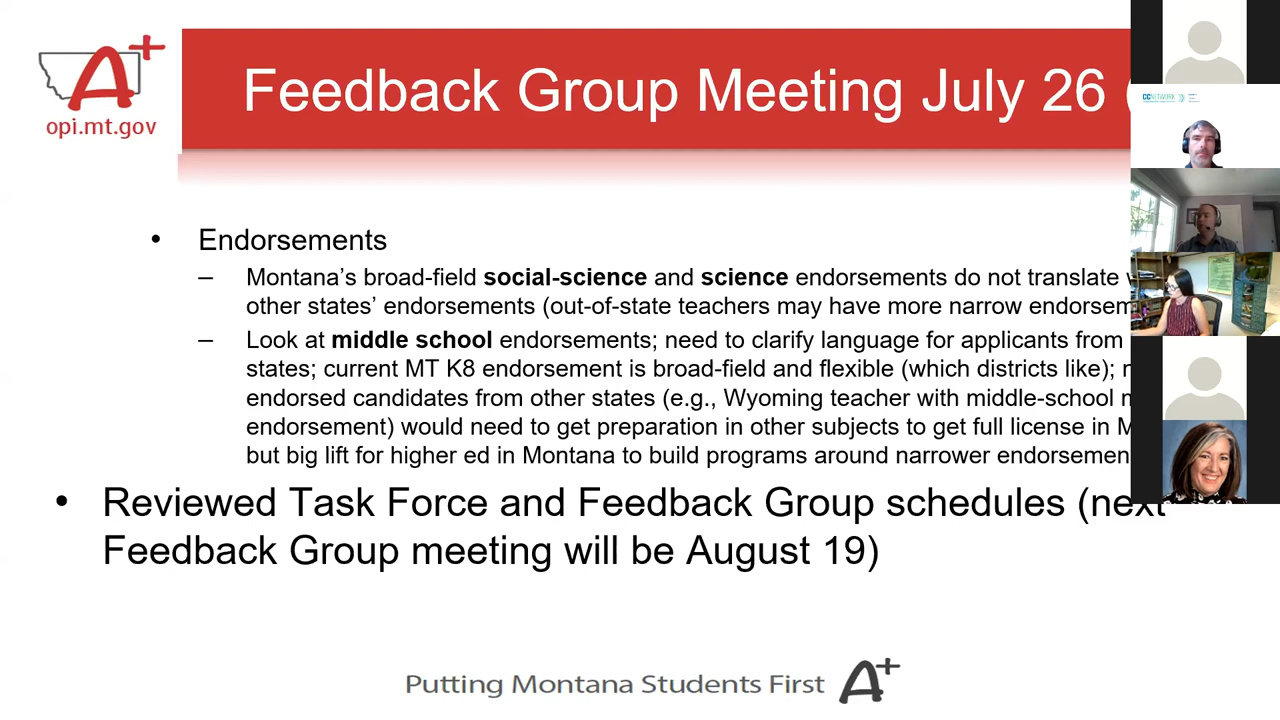 A+
opi.mt.gov
Feedback Group Meeting July 26 (
CCNETWORK
• Endorsements
– Montana's broad-field social-science and science endorsements do not translate
other states' endorsements (out-of-state teachers may have more narrow
– Look at middle school endorsements; need to clarify language for applicants from
states; current MT K8 endorsement is broad-field and flexible (which districts like);
endorsed candidates from other states (e.g., Wyoming teacher with middle-school
endorsement) would need to get preparation in other subjects to get full license in
but big lift for higher ed in Montana to build programs around narrower
• Reviewed Task Force and Feedback Group schedules (next
Feedback Group meeting will be August 19)
Putting Montana Students First A+